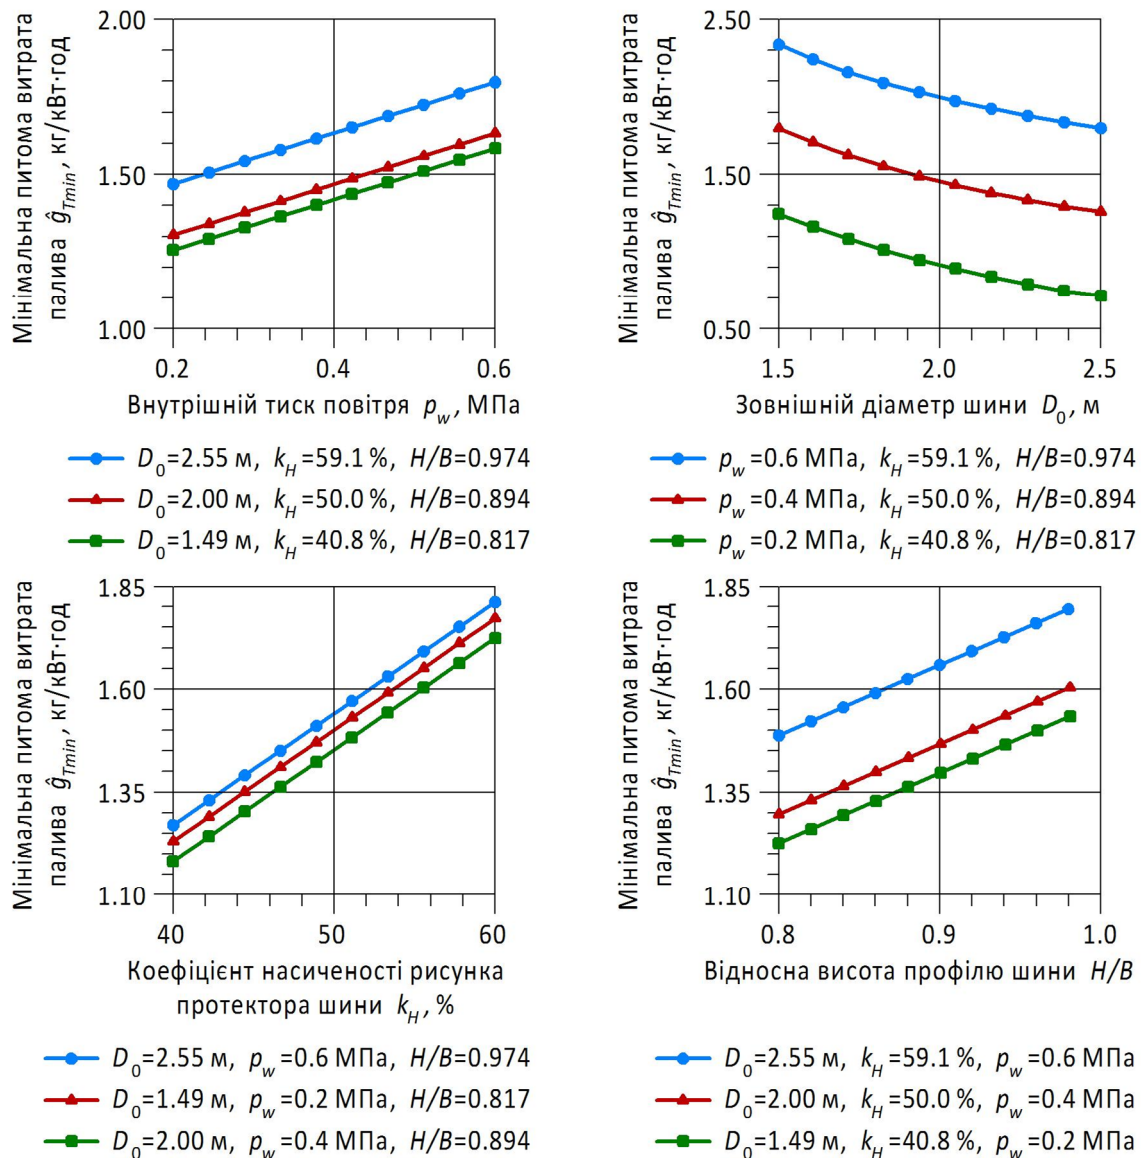 Мінімальна питома витрата
палива ĝTmin, кг/кВт·год
2.00
1.50
1.00
0.2
0.4
0.6
Внутрішній тиск повітря pw, МПа
D0=2.55 м, kH=59.1 %, H/B=0.974
D0=2.00 м, kH=50.0 %, H/B=0.894
D0=1.49 м, kH=40.8 %, H/B=0.817
Мінімальна питома витрата
палива ĝTmin, кг/кВт·год
2.50
1.50
0.50
1.5
2.0
2.5
Зовнішній діаметр шини D0, м
pw=0.6 МПа, kH=59.1 %, H/B=0.974
pw=0.4 МПа, kH=50.0 %, H/B=0.894
pw=0.2 МПа, kH=40.8 %, H/B=0.817
Мінімальна питома витрата
палива ĝTmin, кг/кВт·год
1.85
1.60
1.35
1.10
40
50
60
Коефіцієнт насиченості рисунка
протектора шини kH, %
D0=2.55 м, pw=0.6 МПа, H/B=0.974
D0=1.49 м, pw=0.2 МПа, H/B=0.817
D0=2.00 м, pw=0.4 МПа, H/B=0.894
Мінімальна питома витрата
палива ĝTmin, кг/кВт·год
1.85
1.60
1.35
1.10
0.8
0.9
1.0
Відносна висота профілю шини H/B
D0=2.55 м, kH=59.1 %, pw=0.6 МПа
D0=2.00 м, kH=50.0 %, pw=0.4 МПа
D0=1.49 м, kH=40.8 %, pw=0.2 МПа